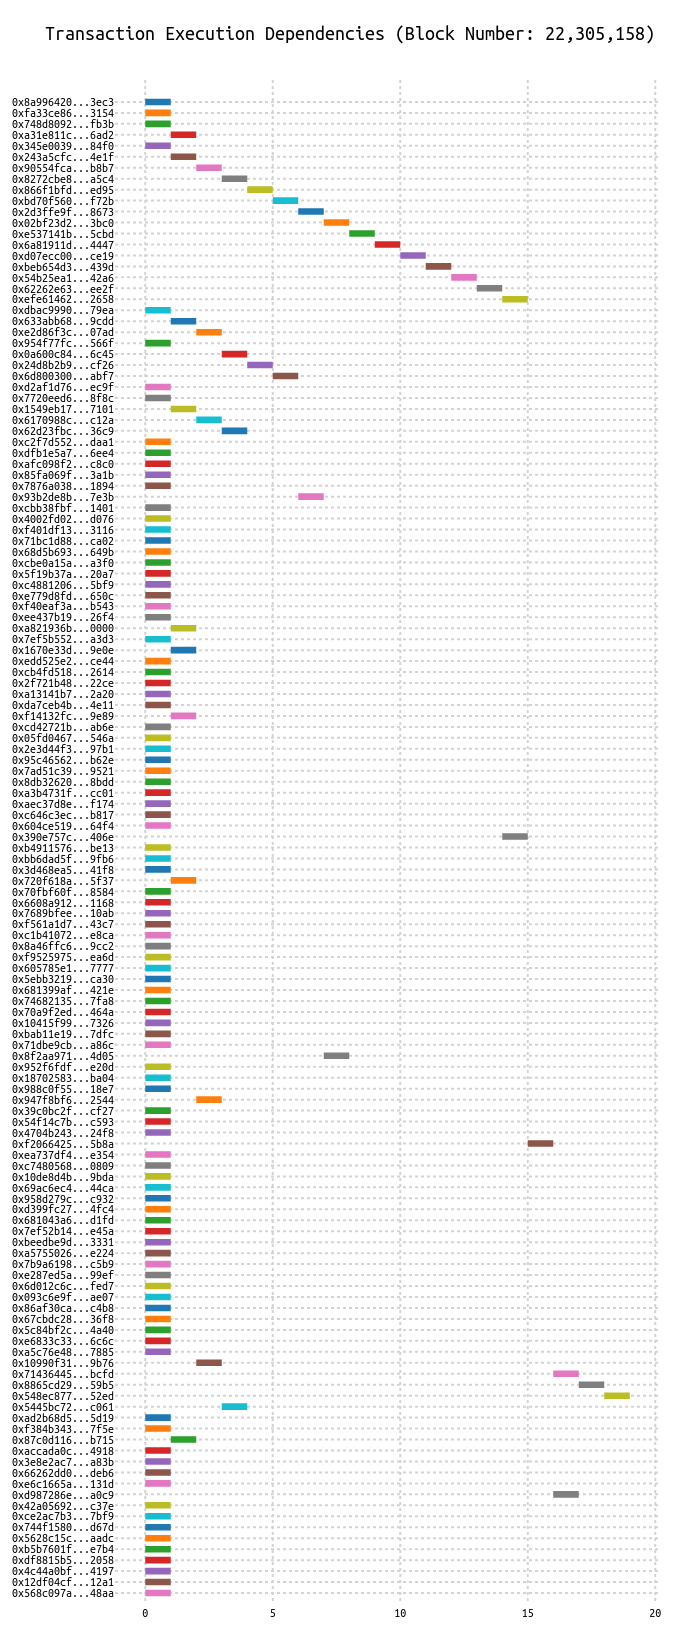 Transaction Execution Dependencies (Block Number: 22,305,158)
0x8a996420...3ec3
0xfa33ce86...3154
0x748d8092...fb3b
0xa31e811c...6ad2
0x345e0039...84f0
0x243a5cfc...4e1f
0x90554fca...b8b7
0x8272cbe8...a5c4
0x866f1bfd...ed95
0xbd70f560...f72b
0x2d3ffe9f...8673
0x02bf23d2...3bc0
0xe537141b...5cbd
0x6a81911d...4447
0xd07ecc00...ce19
0xbeb654d3...439d
0x54b25ea1...42a6
0x62262e63...ee2f
0xefe61462...2658
0xdbac9990...79ea
0x633abb68...9cdd
0xe2d86f3c...07ad
0x954f77fc...566f
0x0a600c84...6c45
0x24d8b2b9...cf26
0x6d800300...abf7
0xd2af1d76...ec9f
0x7720eed6...8f8c
0x1549eb17...7101
0x6170988c...c12a
0x62d23fbc...36c9
0xc2f7d552...daa1
0xdfb1e5a7...6ee4
0xafc098f2...c8c0
0x85fa069f...3a1b
0x7876a038...1894
0x93b2de8b...7e3b
0xcbb38fbf...1401
0x4002fd02...d076
0xf401df13...3116
0x71bc1d88...ca02
0x68d5b693...649b
0xcbe0a15a...a3f0
0x5f19b37a...20a7
0xc4881206...5bf9
0xe779d8fd...650c
0xf40eaf3a...b543
0xee437b19...26f4
0xa821936b...0000
0x7ef5b552...a3d3
0x1670e33d...9e0e
0xedd525e2...ce44
0xcb4fd518...2614
0x2f721b48...22ce
0xa13141b7...2a20
0xda7ceb4b...4e11
0xf14132fc...9e89
0xcd42721b...ab6e
0x05fd0467...546a
0x2e3d44f3...97b1
0x95c46562...b62e
0x7ad51c39...9521
0x8db32620...8bdd
0xa3b4731f...cc01
0xaec37d8e...f174
0xc646c3ec...b817
0x604ce519...64f4
0x390e757c...406e
0xb4911576...be13
0xbb6dad5f...9fb6
0x3d468ea5...41f8
0x720f618a...5f37
0x70fbf60f...8584
0x6608a912...1168
0x7689bfee...10ab
0xf561a1d7...43c7
0xc1b41072...e8ca
0x8a46ffc6...9cc2
0xf9525975...ea6d
0x605785e1...7777
0x5ebb3219...ca30
0x681399af...421e
0x74682135...7fa8
0x70a9f2ed...464a
0x10415f99...7326
0xbab11e19...7dfc
0x71dbe9cb...a86c
0x8f2aa971...4d05
0x952f6fdf...e20d
0x18702583...ba04
0x988c0f55...18e7
0x947f8bf6...2544
0x39c0bc2f...cf27
0x54f14c7b...c593
0x4704b243...24f8
0xf2066425...5b8a
0xea737df4...e354
0xc7480568...0809
0x10de8d4b...9bda
0x69ac6ec4...44ca
0x958d279c...c932
0xd399fc27...4fc4
0x681043a6...d1fd
0x7ef52b14...e45a
0xbeedbe9d...3331
0xa5755026...e224
0x7b9a6198...c5b9
0xe287ed5a...99ef
0x6d012c6c...fed7
0x093c6e9f...ae07
0x86af30ca...c4b8
0x67cbdc28...36f8
0x5c84bf2c...4a40
0xe6833c33...6c6c
0xa5c76e48...7885
0x10990f31...9b76
0x71436445...bcfd
0x8865cd29...59b5
0x548ec877...52ed
0x5445bc72...c061
0xad2b68d5...5d19
0xf384b343...7f5e
0x87c0d116...b715
0xaccada0c...4918
0x3e8e2ac7...a83b
0x66262dd0...deb6
0xe6c1665a...131d
0xd987286e...a0c9
0x42a05692...c37e
0xce2ac7b3...7bf9
0x744f1580...d67d
0x5628c15c...aadc
0xb5b7601f...e7b4
0xdf8815b5...2058
0x4c44a0bf...4197
0x12df04cf...12a1
0x568c097a...48aa
0 5 10 15 20